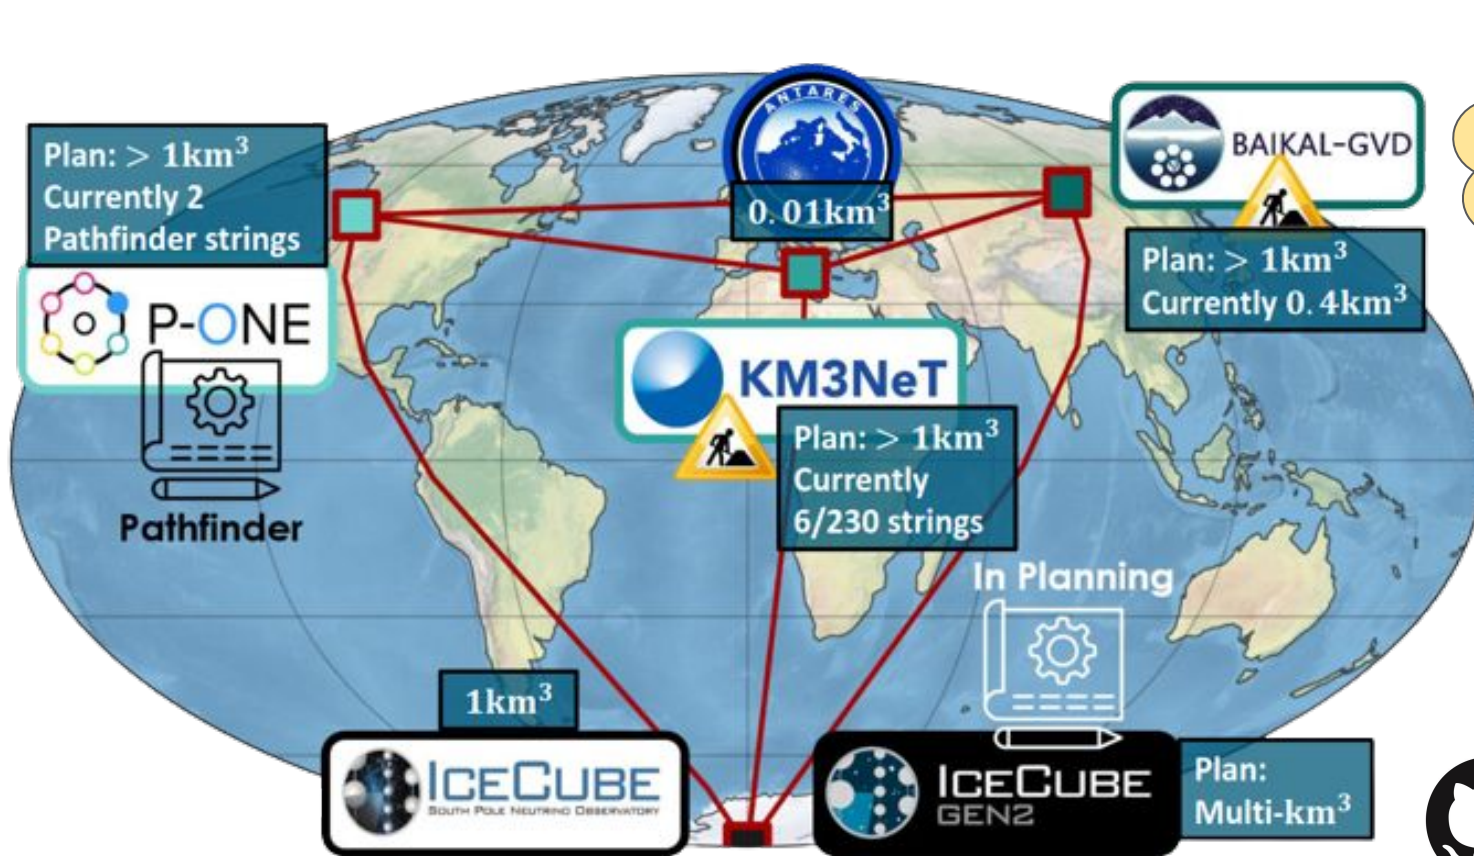 ANTARES
0.01km³
Plan: > 1km³
Currently 2
Pathfinder strings
P-ONE
Pathfinder
BAIKAL-GVD
Plan: > 1km³
Currently 0.4km³
KM3NeT
Plan: > 1km³
Currently
6/230 strings
In Planning
1km³
ICECUBE
SOUTH POLE NEUTRINO OBSERVATORY
ICECUBE
GEN2
Plan:
Multi-km³